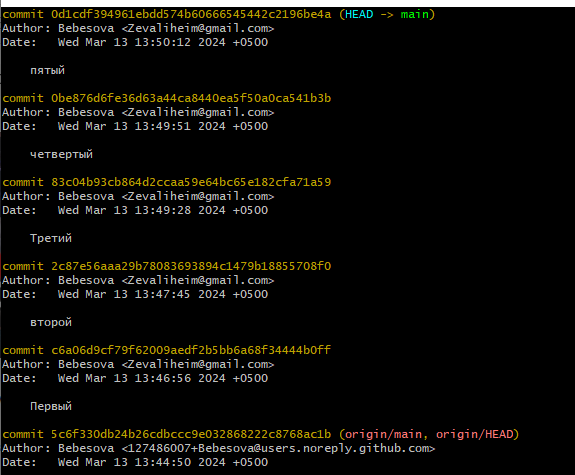 commit 0d1cdf394961ebdd574b60666545442c2196be4a (HEAD -> main)
Author: Bebesova <Zevaliheim@gmail.com>
Date:   Wed Mar 13 13:50:12 2024 +0500
пятый
commit 0be876d6fe36d63a44ca8440ea5f50a0ca541b3b
Author: Bebesova <Zevaliheim@gmail.com>
Date:   Wed Mar 13 13:49:51 2024 +0500
четвертый
commit 83c04b93cb864d2ccaa59e64bc65e182cfa71a59
Author: Bebesova <Zevaliheim@gmail.com>
Date:   Wed Mar 13 13:49:28 2024 +0500
Третий
commit 2c87e56aaa29b78083693894c1479b18855708f0
Author: Bebesova <Zevaliheim@gmail.com>
Date:   Wed Mar 13 13:47:45 2024 +0500
второй
commit c6a06d9cf79f62009aedf2b5bb6a68f34444b0ff
Author: Bebesova <Zevaliheim@gmail.com>
Date:   Wed Mar 13 13:46:56 2024 +0500
Первый
commit 5c6f330db24b26cdbccc9e032868222c8768ac1b (origin/main, origin/HEAD)
Author: Bebesova <127486007+Bebesova@users.noreply.github.com>
Date:   Wed Mar 13 13:44:50 2024 +0500